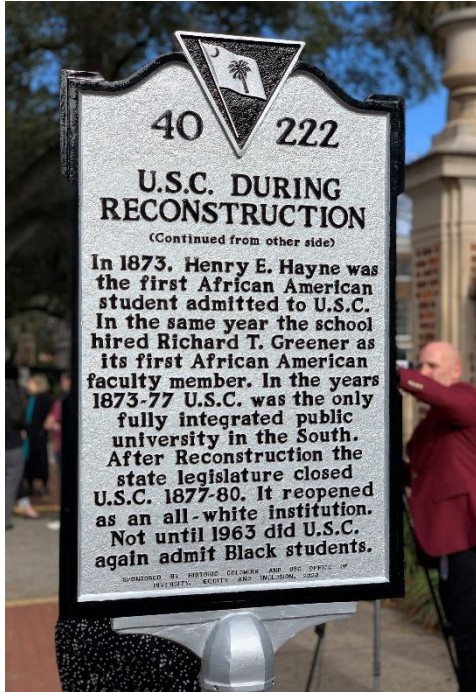 40 222
U.S.C. DURING
RECONSTRUCTION
(Continued from other side)
In 1873, Henry E. Hayne was
the first African American
student admitted to U.S.C.
In the same year the school
hired Richard T. Greener as
its first African American
faculty member. In the years
1873-77 U.S.C. was the only
fully integrated public
university in the South.
After Reconstruction the
state legislature closed
U.S.C. 1877-80. It reopened
as an all-white institution.
Not until 1963 did U.S.C.
again admit Black students.
SPONSORED BY HISTORIC COLUMBIA AND USC OFFICE OF
DIVERSITY, EQUITY AND INCLUSION, 2023